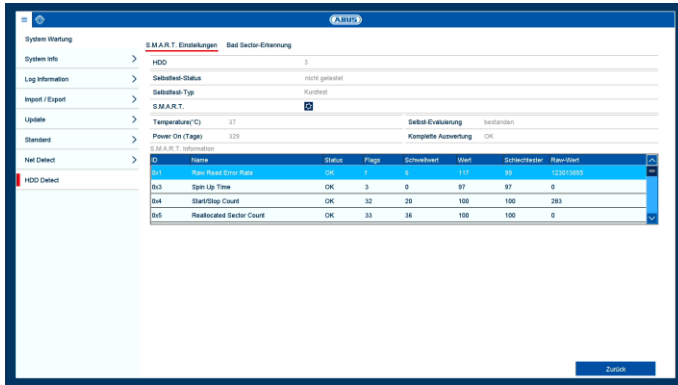 ABUS
System Wartung
S.M.A.R.T. Einstellungen Bad Sector-Erkennung
System Info
HDD 3
Log Information
Selbsttest-Status nicht getestet
Selbsttest-Typ Kurztest
Import / Export
S.M.A.R.T.
Update
Temperature(°C) 37 Selbst-Evaluierung bestanden
Standard
Power On (Tage) 329 Komplette Auswertung OK
Net Detect
S.M.A.R.T. Information
ID Name Status Flags Schwellwert Wert Schlechtester Raw-Wert
HDD Detect
0x1 Raw Read Error Rate OK f 6 117 99 123013855
0x3 Spin Up Time OK 3 0 97 97 0
0x4 Start/Stop Count OK 32 20 100 100 283
0x5 Reallocated Sector Count OK 33 36 100 100 0
Zurück